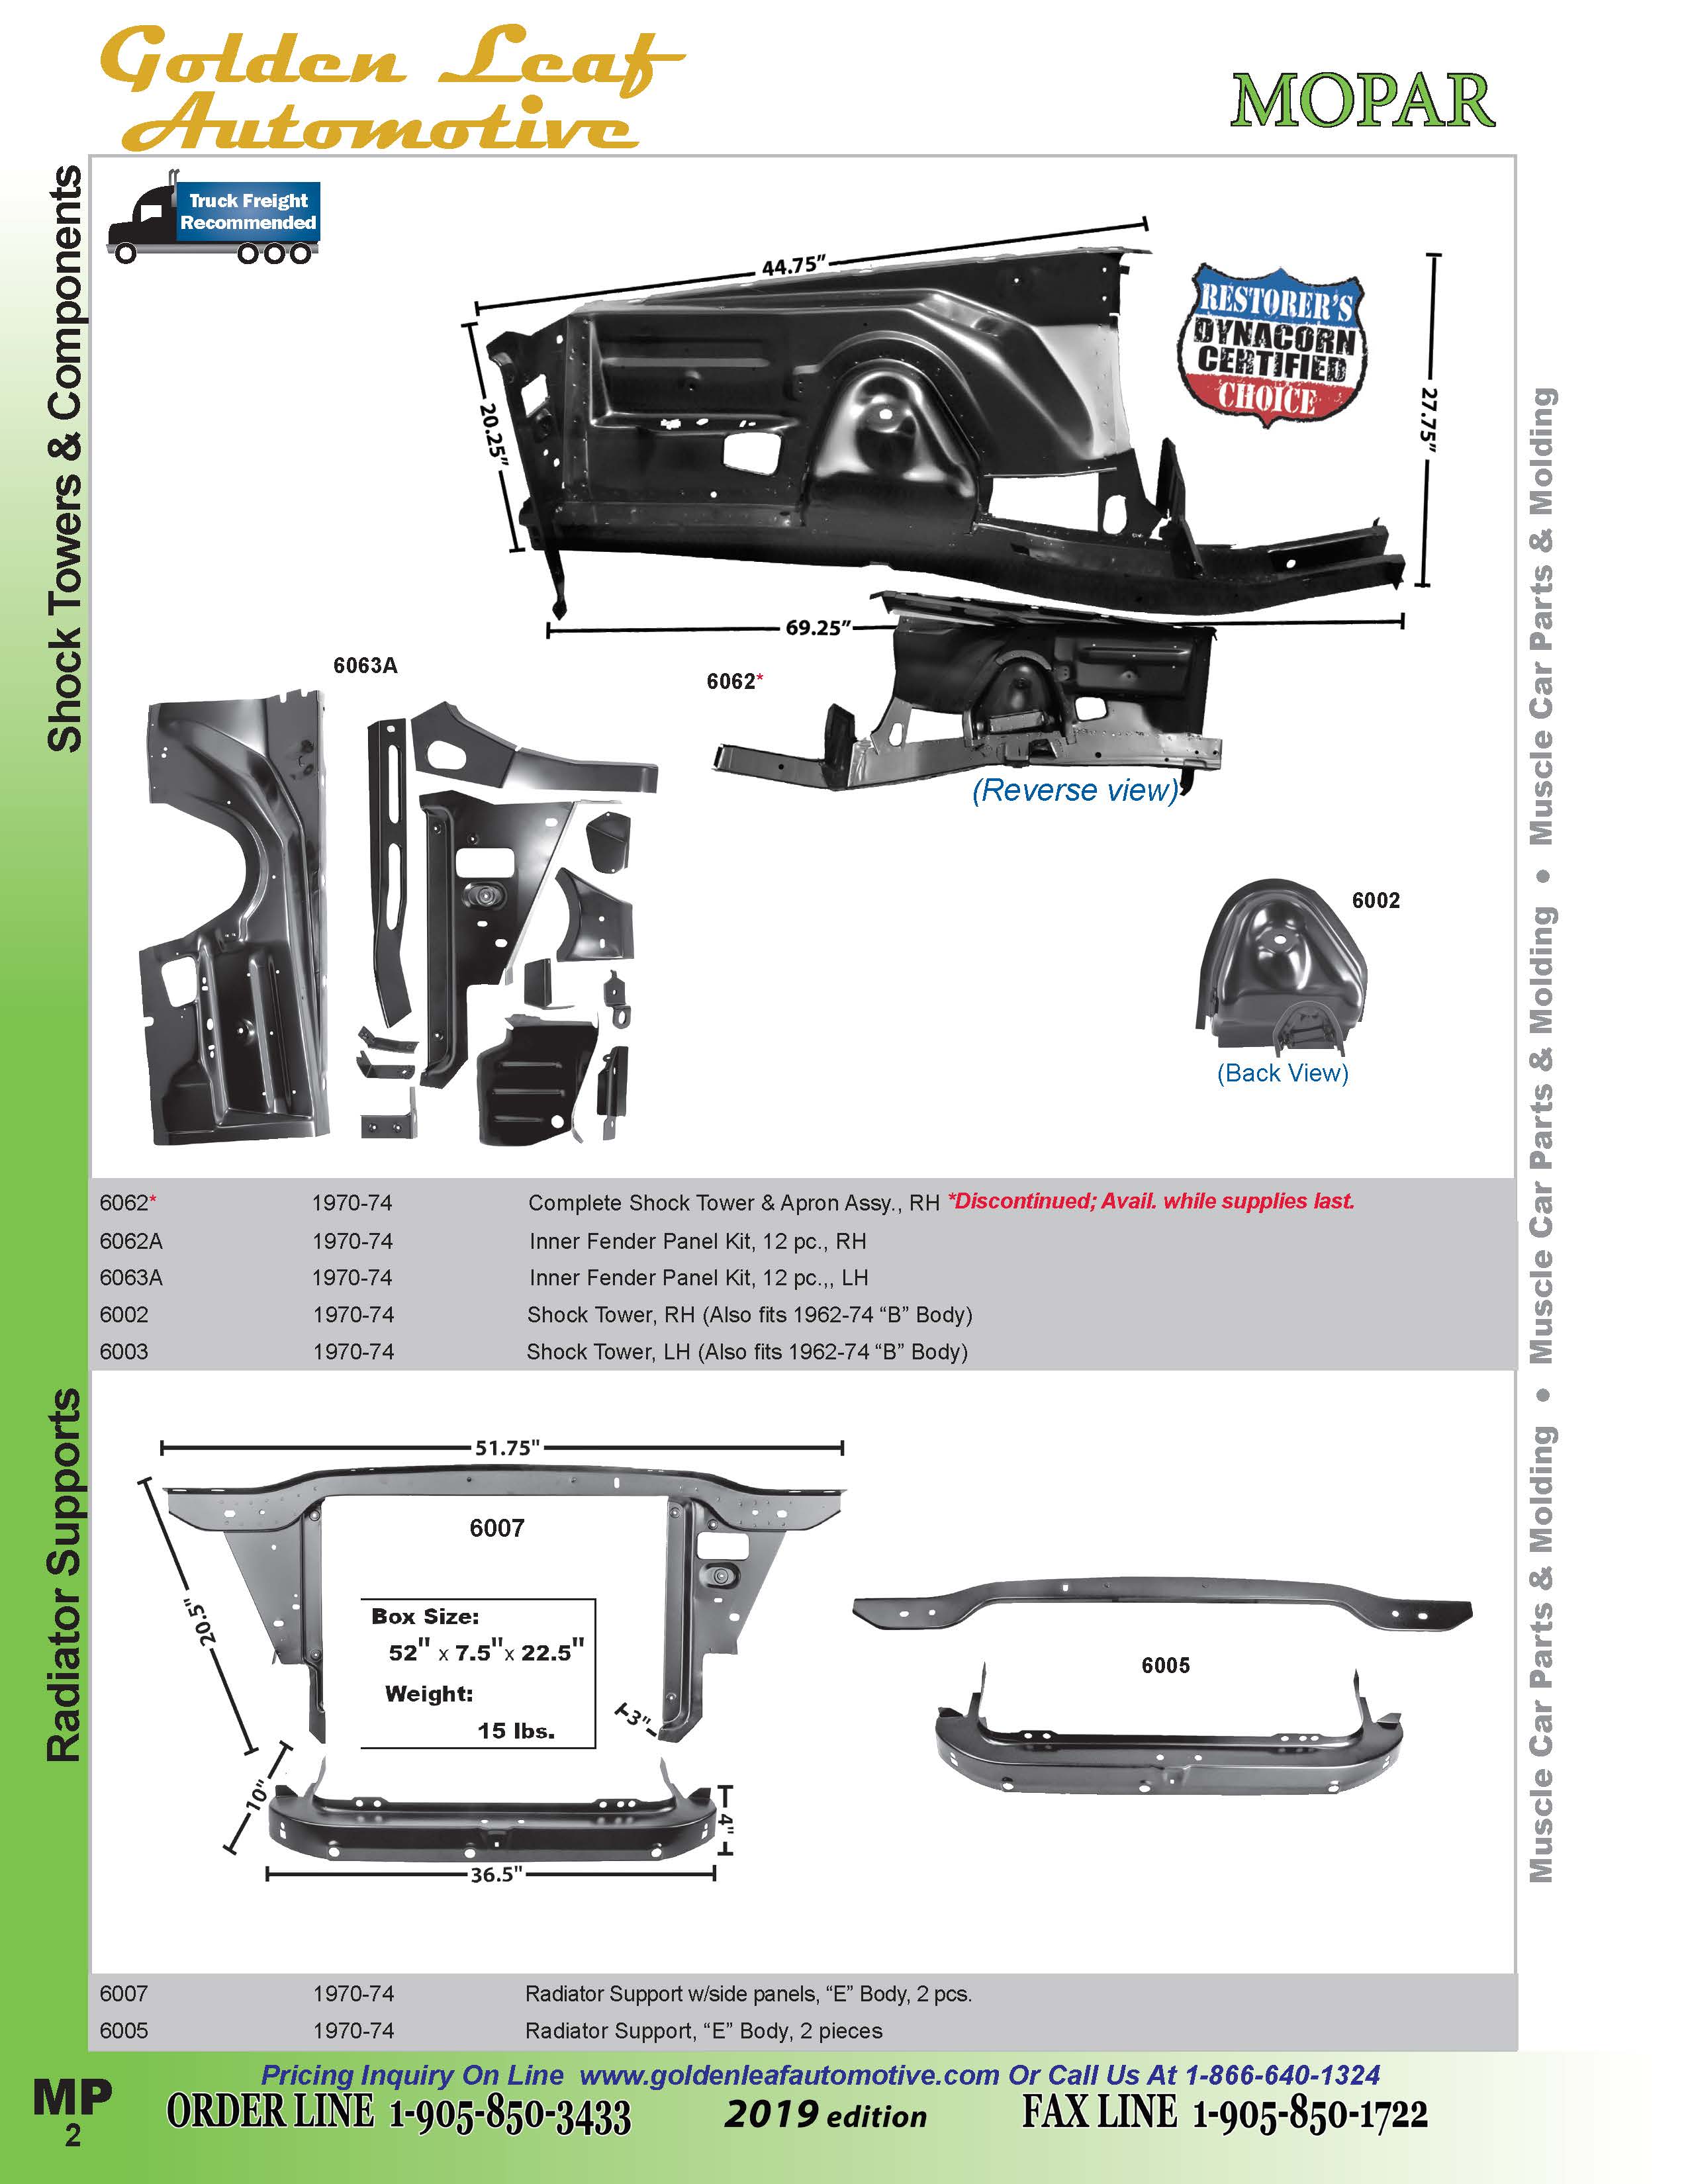 Golden Leaf
Automotive
MOPAR
Shock Towers & Components
Truck Freight
Recommended
44.75”
RESTORER'S
DYNACORN
CERTIFIED
CHOICE
20.25”
27.75”
69.25”
6063A
6062*
(Reverse view)
6002
(Back View)
6062* 1970-74 Complete Shock Tower & Apron Assy., RH *Discontinued; Avail. while supplies last.
6062A 1970-74 Inner Fender Panel Kit, 12 pc., RH
6063A 1970-74 Inner Fender Panel Kit, 12 pc.,, LH
6002 1970-74 Shock Tower, RH (Also fits 1962-74 “B” Body)
6003 1970-74 Shock Tower, LH (Also fits 1962-74 “B” Body)
Radiator Supports
51.75"
6007
20.5"
Box Size:
52" x 7.5"x 22.5"
Weight:
15 lbs.
3"
10"
4"
36.5"
6005
6007 1970-74 Radiator Support w/side panels, “E” Body, 2 pcs.
6005 1970-74 Radiator Support, “E” Body, 2 pieces
Muscle Car Parts & Molding • Muscle Car Parts & Molding • Muscle Car Parts & Molding
Pricing Inquiry On Line www.goldenleafautomotive.com Or Call Us At 1-866-640-1324
MP
2
ORDER LINE 1-905-850-3433 2019 edition FAX LINE 1-905-850-1722